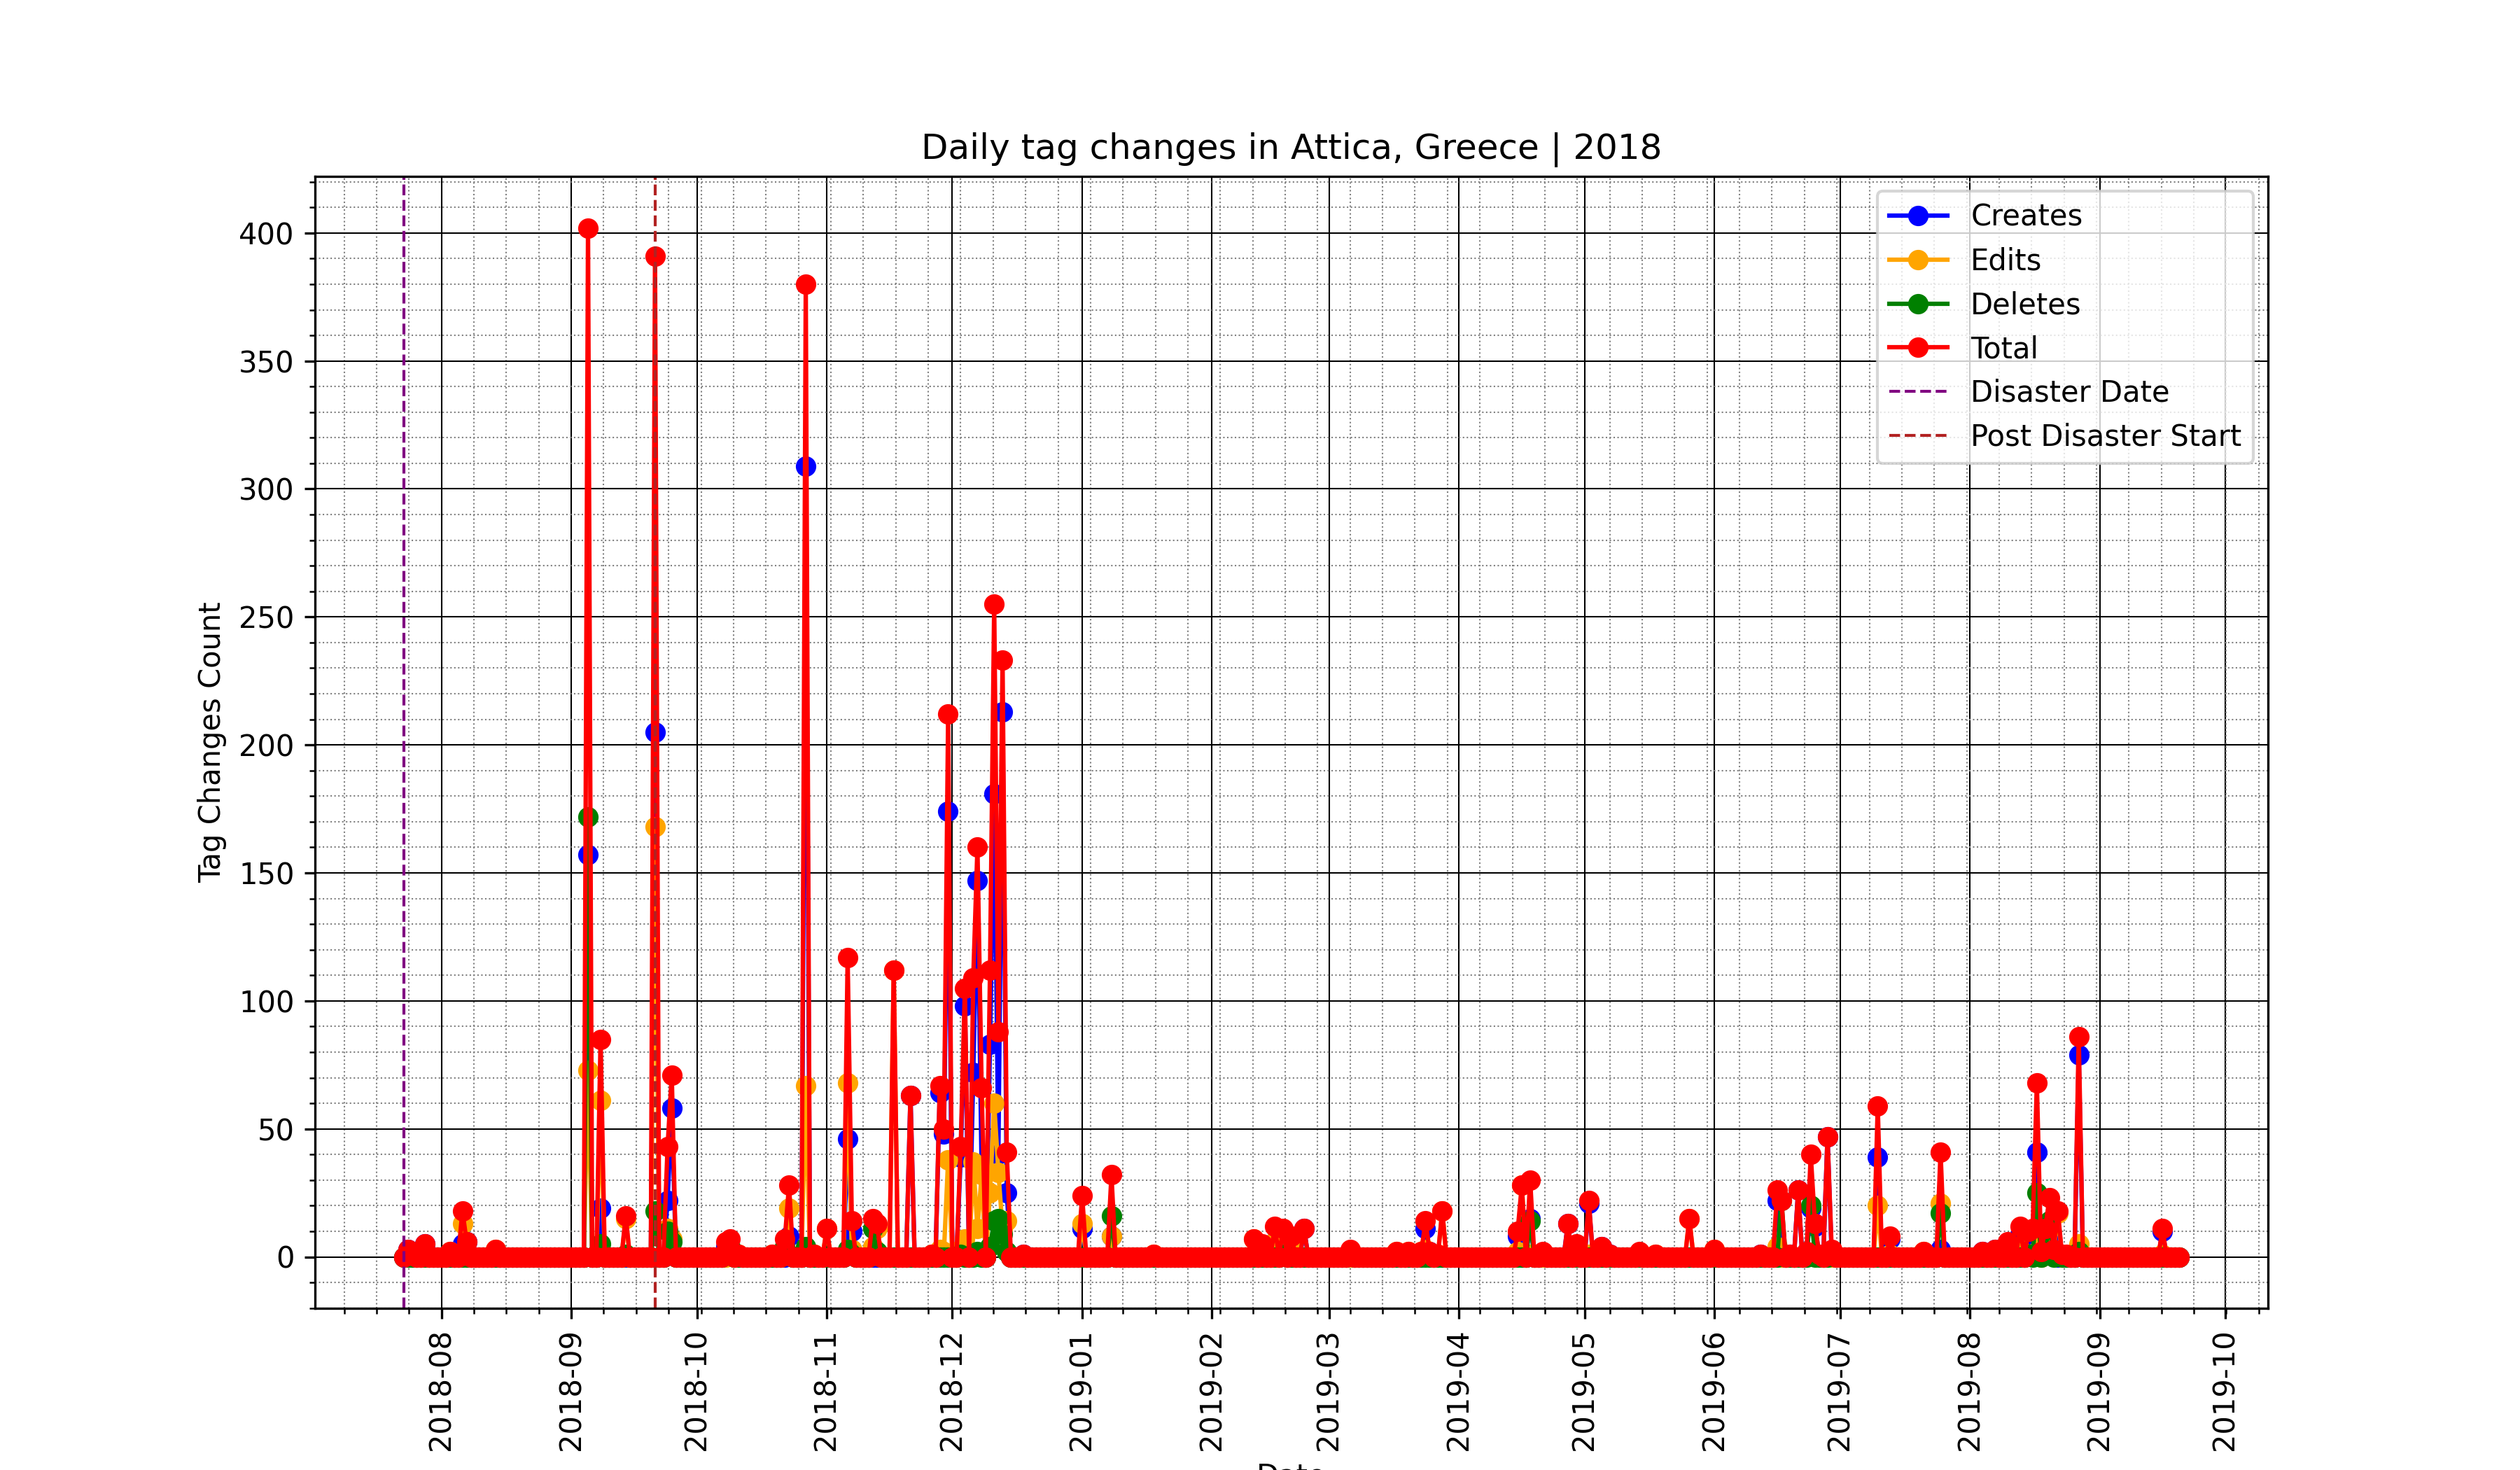 Daily tag changes in Attica, Greece | 2018
Creates
Edits
Deletes
Total
Disaster Date
Post Disaster Start
Tag Changes Count
400
350
300
250
200
150
100
50
0
2018-08
2018-09
2018-10
2018-11
2018-12
2019-01
2019-02
2019-03
2019-04
2019-05
2019-06
2019-07
2019-08
2019-09
2019-10
Date